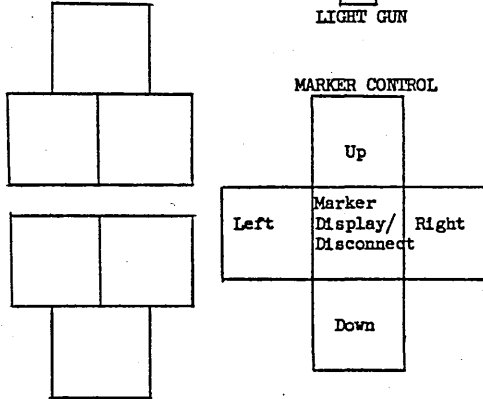 LIGHT GUN
MARKER CONTROL
Up
Left
Marker
Display/
Disconnect
Right
Down